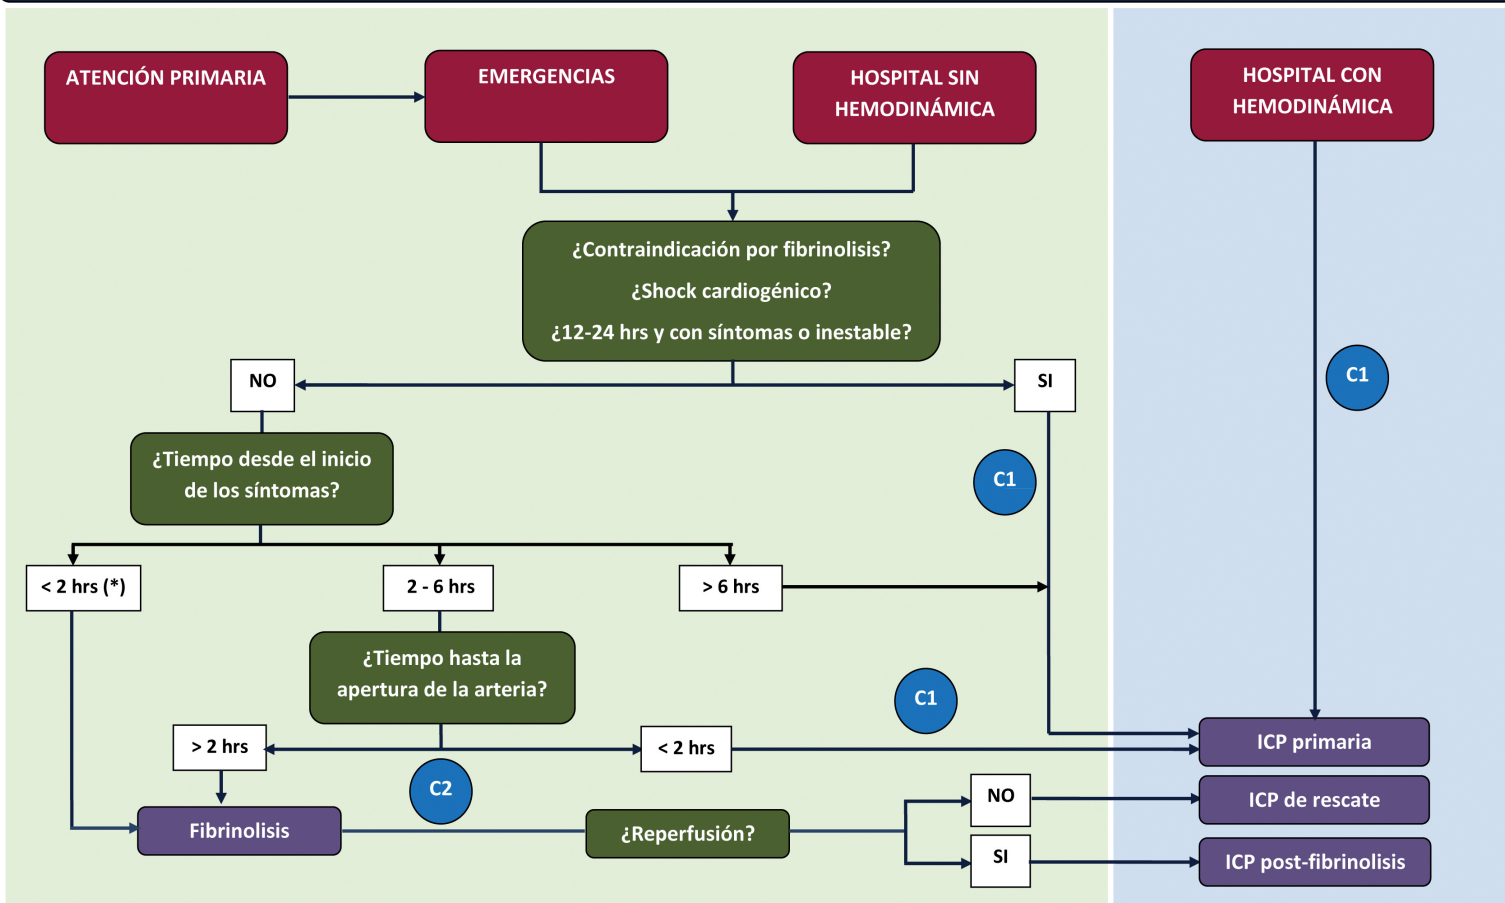 ATENCIÓN PRIMARIA
EMERGENCIAS
HOSPITAL SIN
HEMODINÁMICA
HOSPITAL CON
HEMODINÁMICA
¿Contraindicación por fibrinolisis?
¿Shock cardiogénico?
¿12-24 hrs y con síntomas o inestable?
NO
SI
C1
¿Tiempo desde el inicio
de los síntomas?
C1
< 2 hrs (*)
2 - 6 hrs
> 6 hrs
¿Tiempo hasta la
apertura de la arteria?
C1
> 2 hrs
< 2 hrs
ICP primaria
C2
NO
ICP de rescate
Fibrinolisis
¿Reperfusión?
SI
ICP post-fibrinolisis